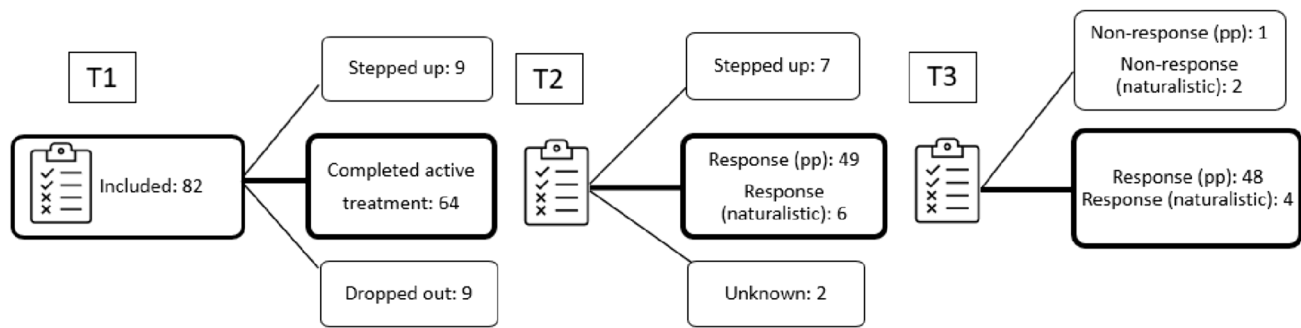 T1
Included: 82
Stepped up: 9
Completed active
treatment: 64
Dropped out: 9
T2
Stepped up: 7
Response (pp): 49
Response
(naturalistic): 6
Unknown: 2
T3
Non-response (pp): 1
Non-response
(naturalistic): 2
Response (pp): 48
Response (naturalistic): 4